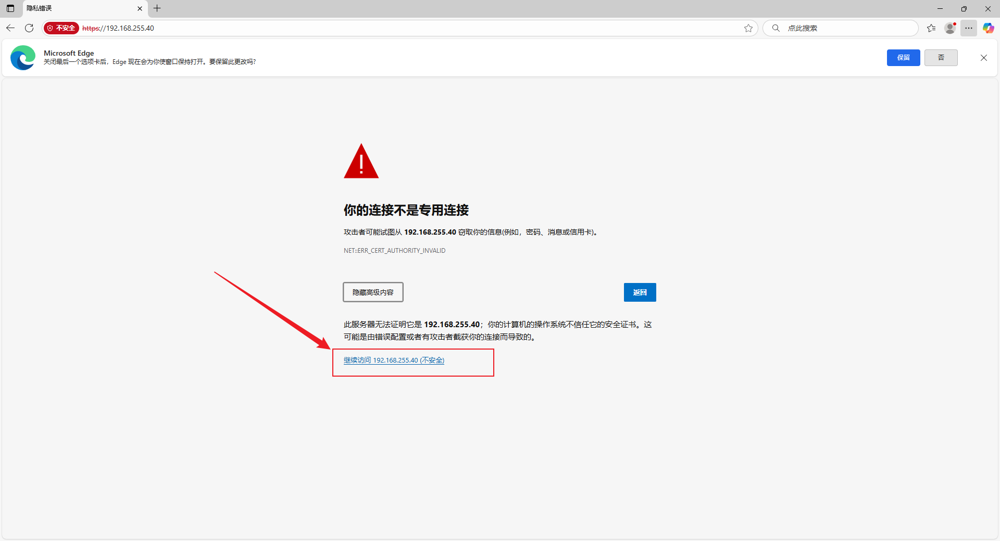 隐私错误
不安全 https://192.168.255.40
点此搜索
Microsoft Edge
关闭最后一个选项卡后，Edge 现在会为你使窗口保持打开。要保留此更改吗?
保留
否
你的连接不是专用连接
攻击者可能试图从 192.168.255.40 窃取你的信息(例如，密码、消息或信用卡)。
NET::ERR_CERT_AUTHORITY_INVALID
隐藏高级内容
返回
此服务器无法证明它是 192.168.255.40；你的计算机的操作系统不信任它的安全证书。这
可能是由错误配置或者有攻击者截获你的连接而导致的。
继续访问 192.168.255.40 (不安全)